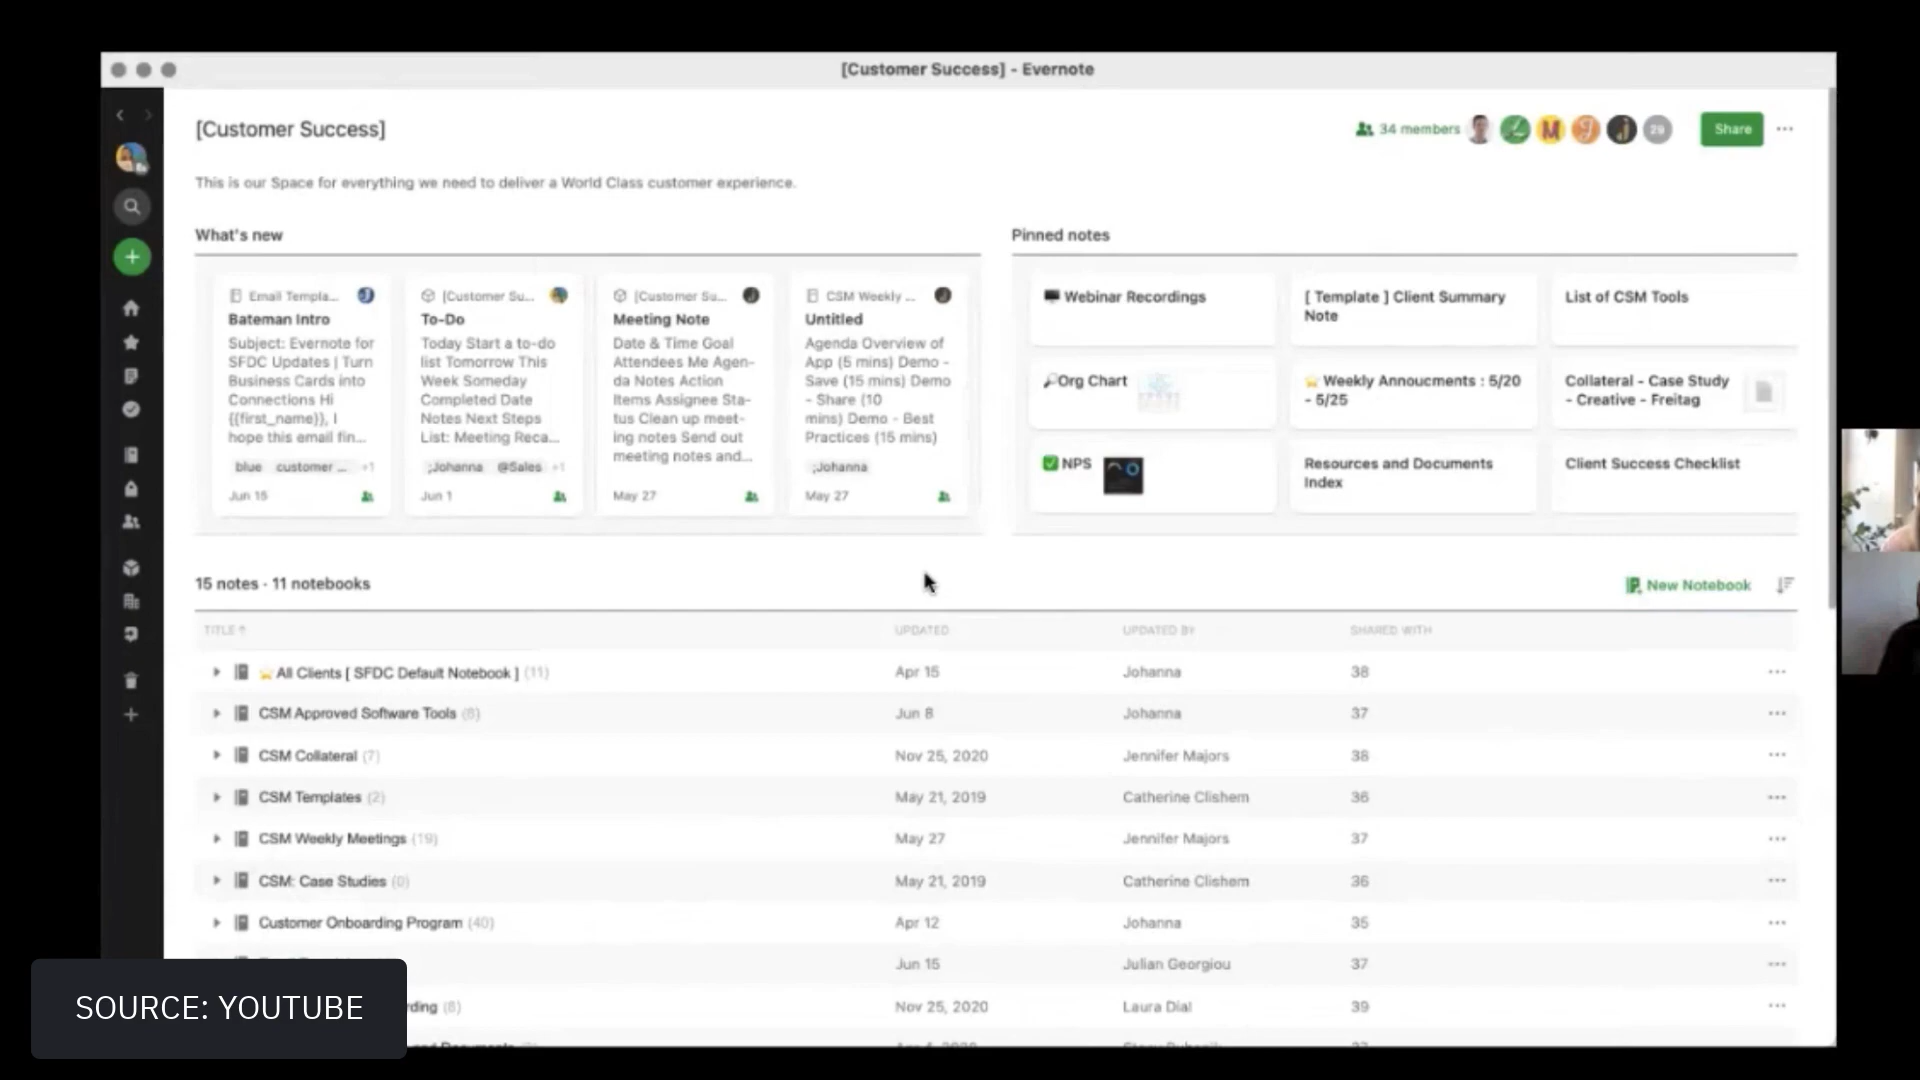 [Customer Success] - Evernote
[Customer Success]
34 members
29
Share
This is our Space for everything we need to deliver a World Class customer experience.
What's new
Email Templa...
Bateman Intro
Subject: Evernote for
SFDC Updates | Turn
Business Cards into
Connections Hi
{{first_name}}, I
hope this email fin...
blue customer ... +1
Jun 15
[Customer Su...
To-Do
Today Start a to-do
list Tomorrow This
Week Someday
Completed Date
Notes Next Steps
List: Meeting Reca...
;Johanna @Sales +1
Jun 1
[Customer Su...
Meeting Note
Date & Time Goal
Attendees Me Agen-
da Notes Action
Items Assignee Sta-
tus Clean up meet-
ing notes Send out
meeting notes and...
May 27
CSM Weekly ...
Untitled
Agenda Overview of
App (5 mins) Demo -
Save (15 mins) Demo
- Share (10
mins) Demo - Best
Practices (15 mins)
;Johanna
May 27
Pinned notes
Webinar Recordings
[ Template ] Client Summary
Note
List of CSM Tools
Org Chart
Weekly Annoucments : 5/20
- 5/25
Collateral - Case Study
- Creative - Freitag
NPS
Resources and Documents
Index
Client Success Checklist
15 notes · 11 notebooks
New Notebook
TITLE UPDATED UPDATED BY SHARED WITH
All Clients [ SFDC Default Notebook ] (11) Apr 15 Johanna 38
CSM Approved Software Tools (6) Jun 8 Johanna 37
CSM Collateral (7) Nov 25, 2020 Jennifer Majors 38
CSM Templates (2) May 21, 2019 Catherine Clishem 36
CSM Weekly Meetings (19) May 27 Jennifer Majors 37
CSM: Case Studies (0) May 21, 2019 Catherine Clishem 36
Customer Onboarding Program (40) Apr 12 Johanna 35
Jun 15 Julian Georgiou 37
rding (8) Nov 25, 2020 Laura Dial 39
SOURCE: YOUTUBE